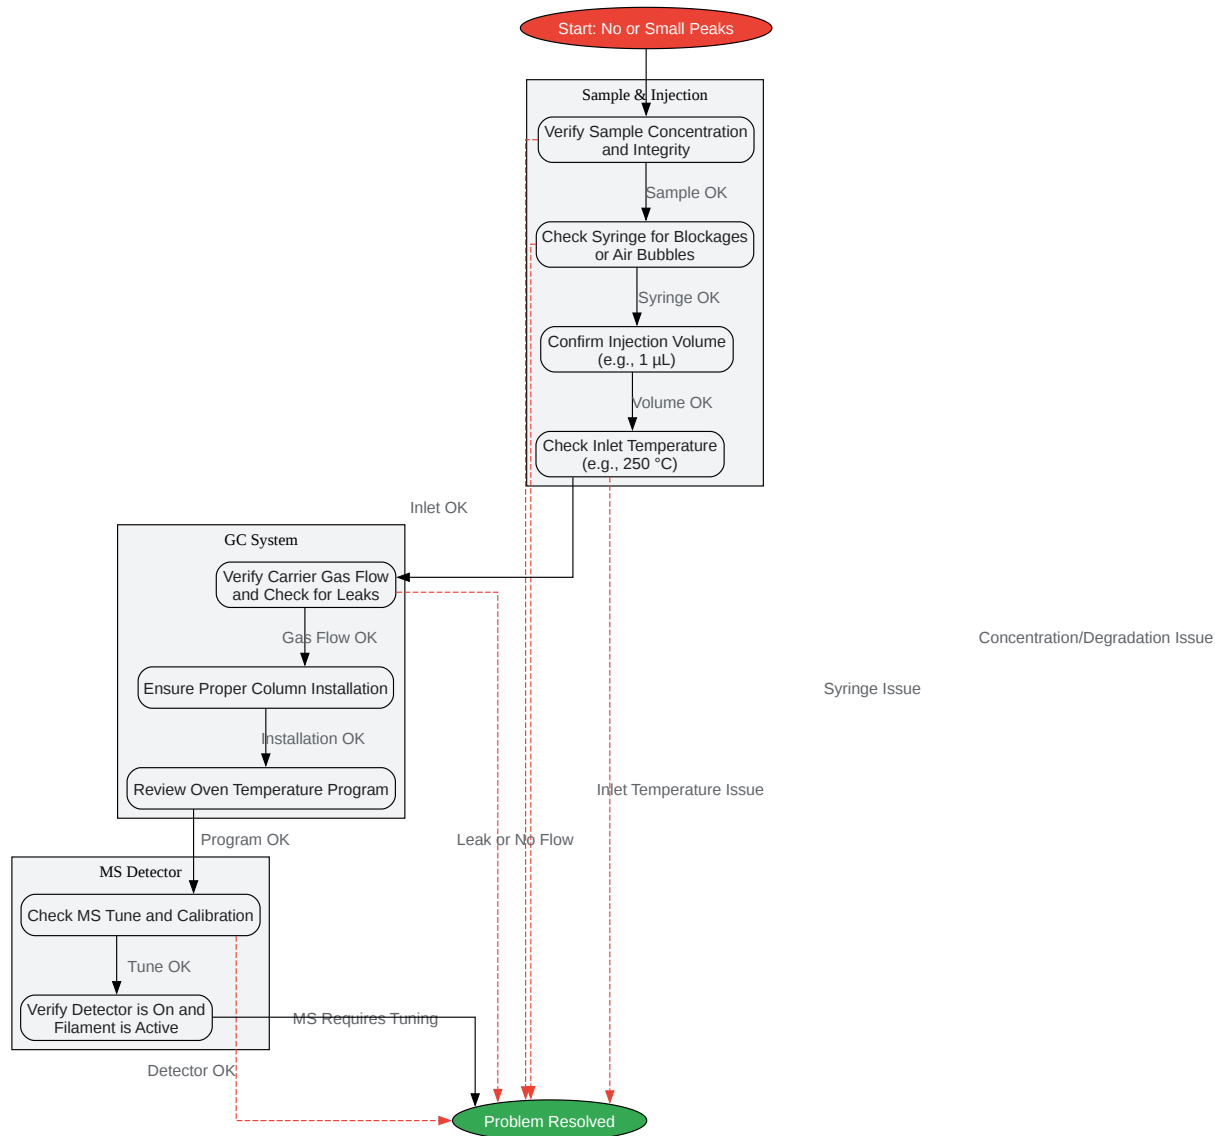 Start: No or Small Peaks
Sample & Injection
Verify Sample Concentration
and Integrity
Sample OK
Check Syringe for Blockages
or Air Bubbles
Syringe OK
Confirm Injection Volume
(e.g., 1 µL)
Volume OK
Check Inlet Temperature
(e.g., 250 °C)
Inlet OK
GC System
Verify Carrier Gas Flow
and Check for Leaks
Gas Flow OK
Concentration/Degradation Issue
Ensure Proper Column Installation
Syringe Issue
Installation OK
Review Oven Temperature Program
Inlet Temperature Issue
Program OK
Leak or No Flow
MS Detector
Check MS Tune and Calibration
Tune OK
Verify Detector is On and
Filament is Active
MS Requires Tuning
Detector OK
Problem Resolved